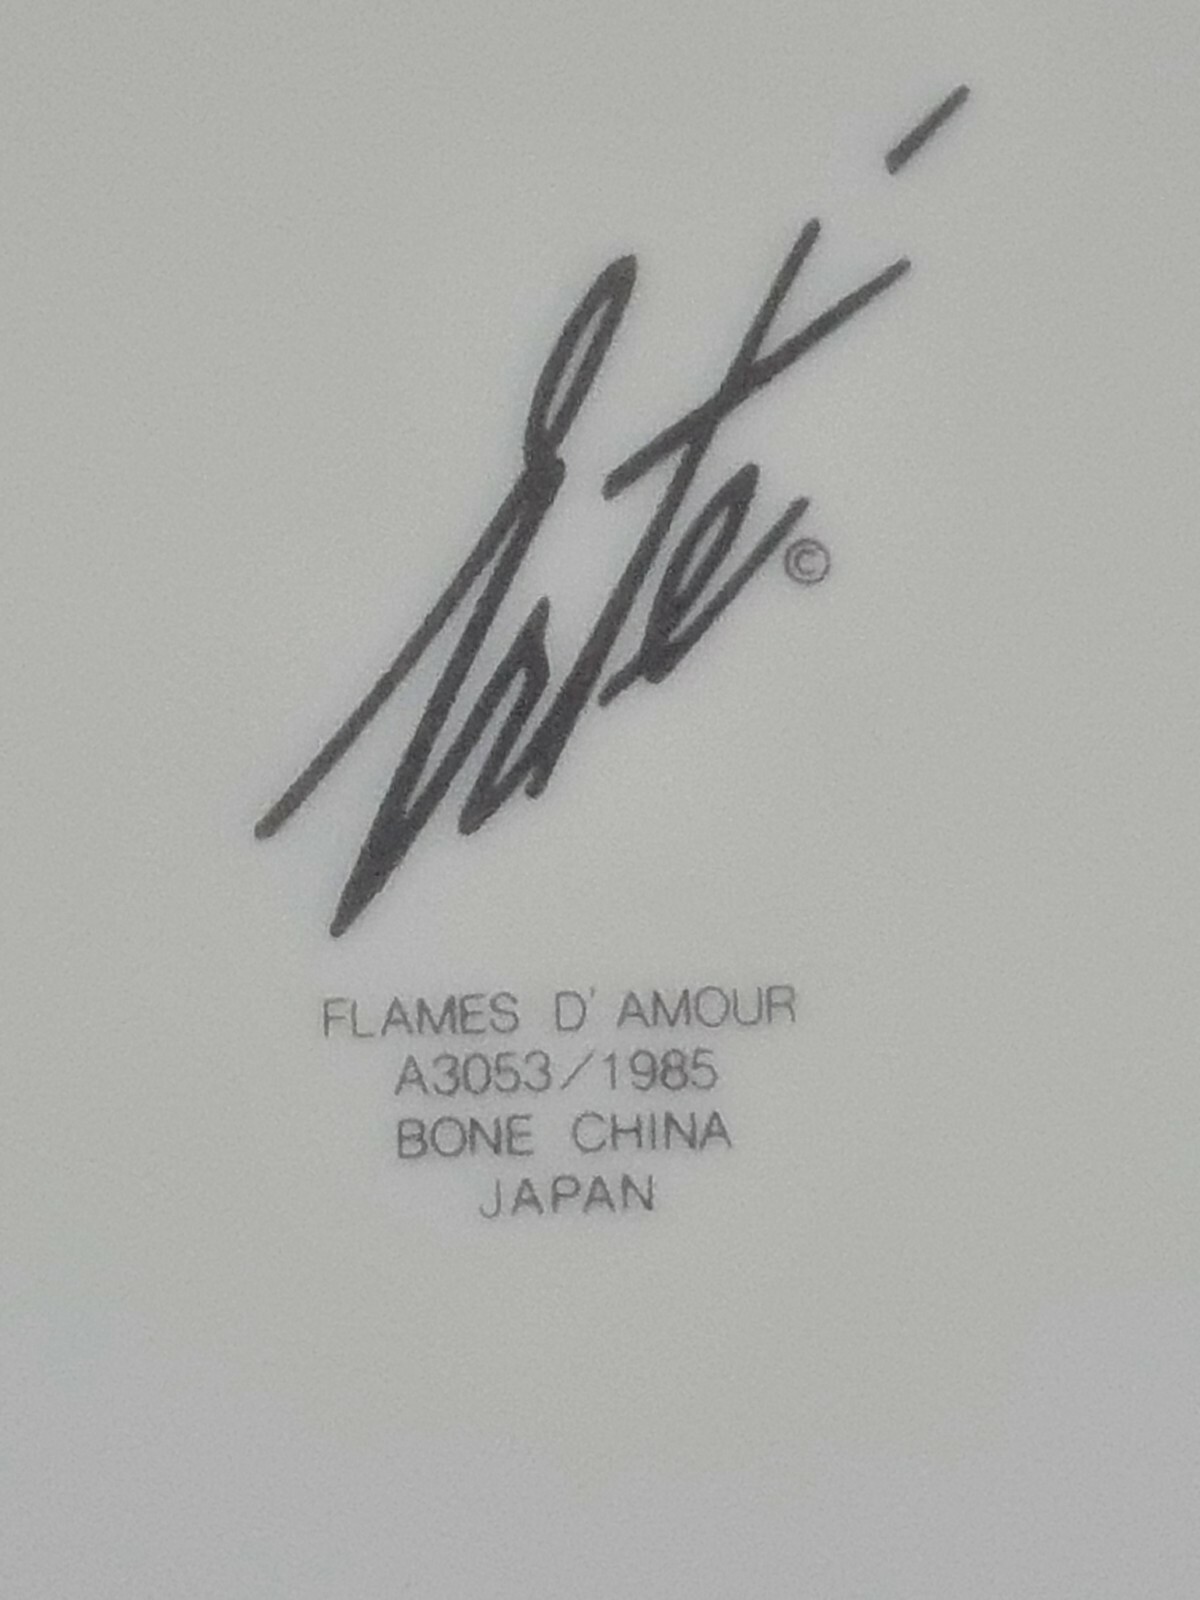 Erté ©
FLAMES D' AMOUR
A3053/1985
BONE CHINA
JAPAN